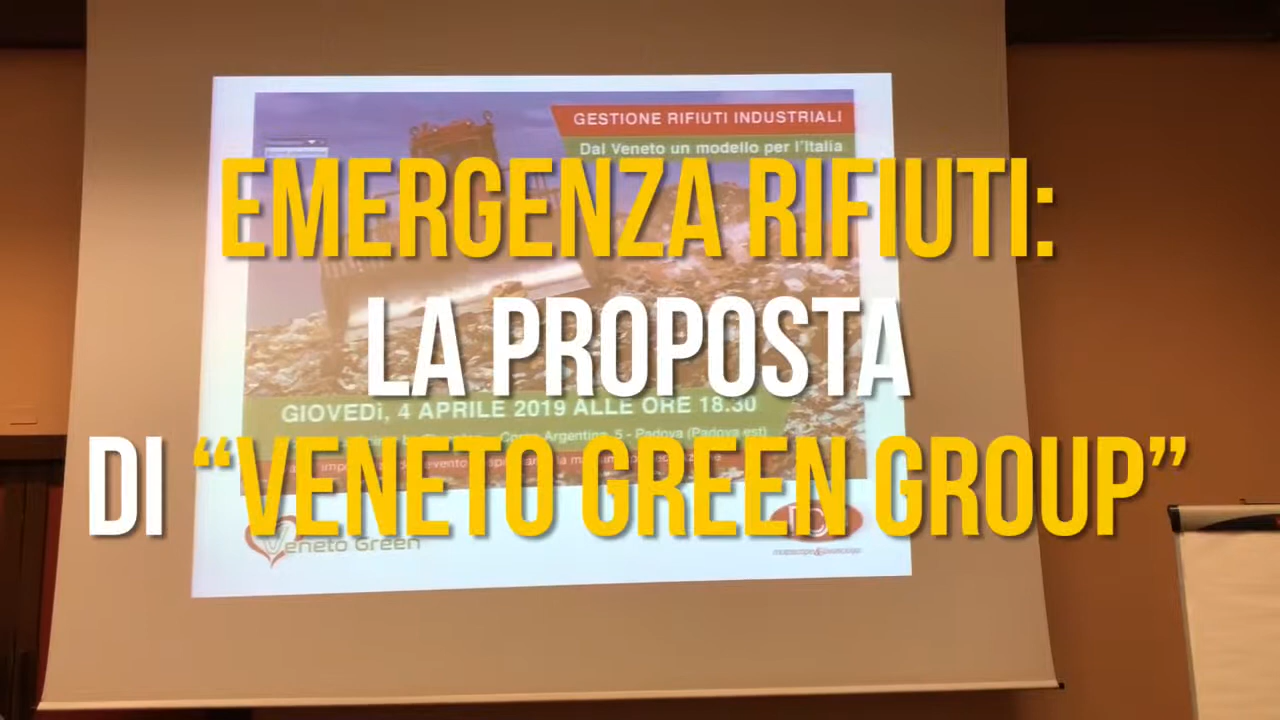 GESTIONE RIFIUTI INDUSTRIALI
Dal Veneto un modello per l'Italia
EMERGENZA RIFIUTI:
LA PROPOSTA
GIOVEDÌ, 4 APRILE 2019 ALLE ORE 18.30
Corso Argentina, 5 - Padova (Padova est)
DI “VENETO GREEN GROUP”
Veneto Green